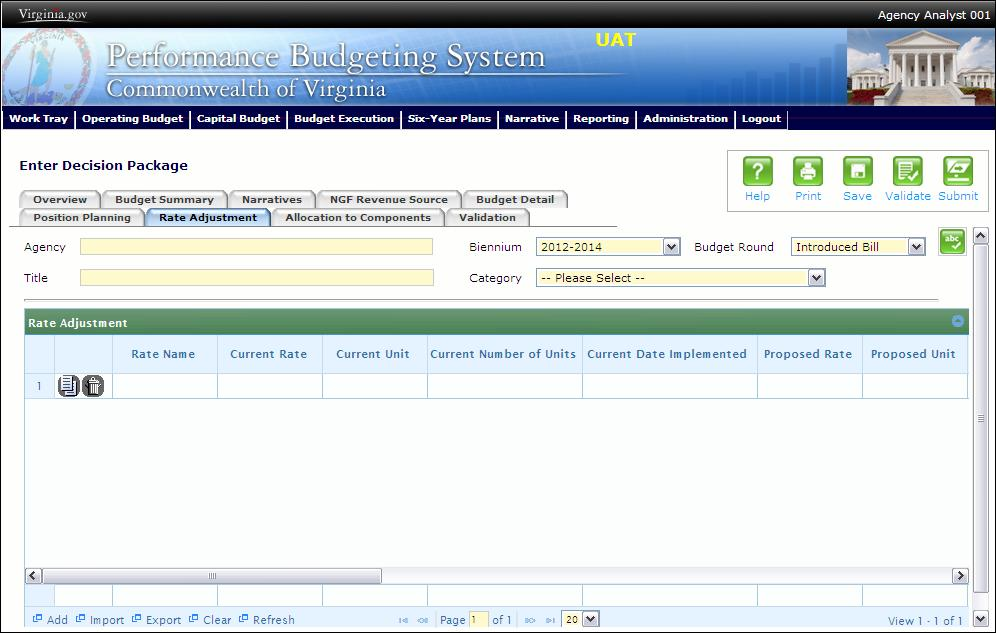 Virginia.gov Agency Analyst 001
UAT
Performance Budgeting System
Commonwealth of Virginia
Work Tray Operating Budget Capital Budget Budget Execution Six-Year Plans Narrative Reporting Administration Logout
Enter Decision Package
? Help Print Save Validate Submit
Overview Budget Summary Narratives NGF Revenue Source Budget Detail
Position Planning Rate Adjustment Allocation to Components Validation
Agency Biennium 2012-2014 Budget Round Introduced Bill abc
Title Category -- Please Select --
Rate Adjustment
Rate Name Current Rate Current Unit Current Number of Units Current Date Implemented Proposed Rate Proposed Unit
1
Add Import Export Clear Refresh Page 1 of 1 20 View 1 - 1 of 1